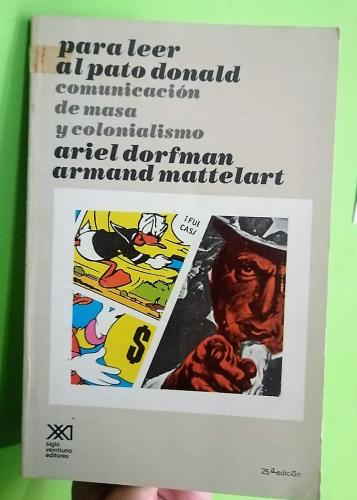 para leer
al pato donald
comunicación
de masa
y colonialismo
ariel dorfman
armand mattelart
¡FUE
CASA
$
siglo
veintiuno
editores
25ª edición